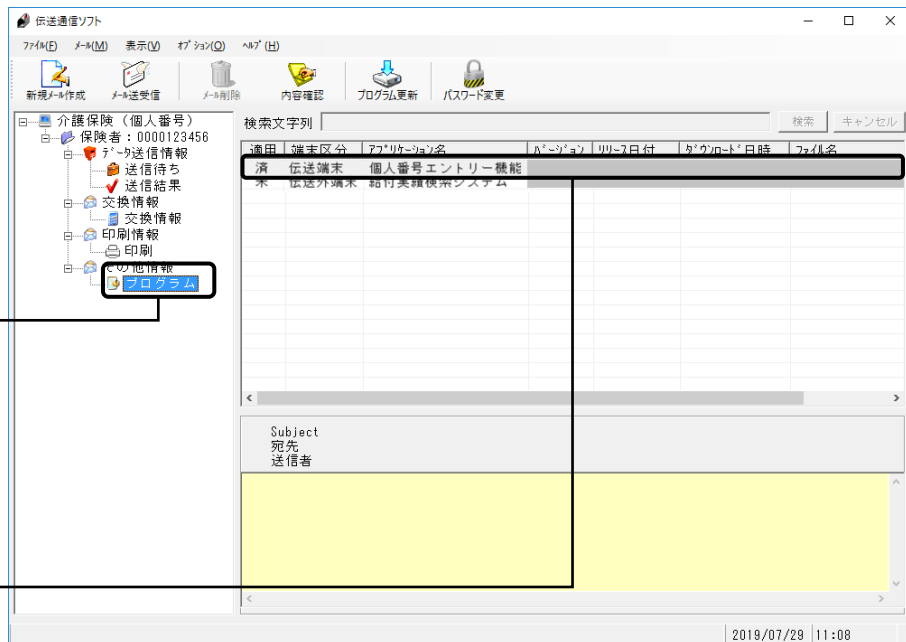 伝送通信ソフト
ファイル(F) メール(M) 表示(V) オプション(O) ヘルプ(H)
新規メール作成 メール送受信 メール削除 内容確認 プログラム更新 パスワード変更
介護保険(個人番号)
保険者:0000123456
データ送信情報
送信待ち
送信結果
交換情報
交換情報
印刷情報
印刷
その他情報
プログラム
検索文字列 検索 キャンセル
適用 端末区分 アプリケーション名 バージョン リリース日付 ダウンロード日時 ファイル名
済 伝送端末 個人番号エントリー機能
未 伝送外端末 給付実績検索システム
Subject
宛先
送信者
2019/07/29 11:08